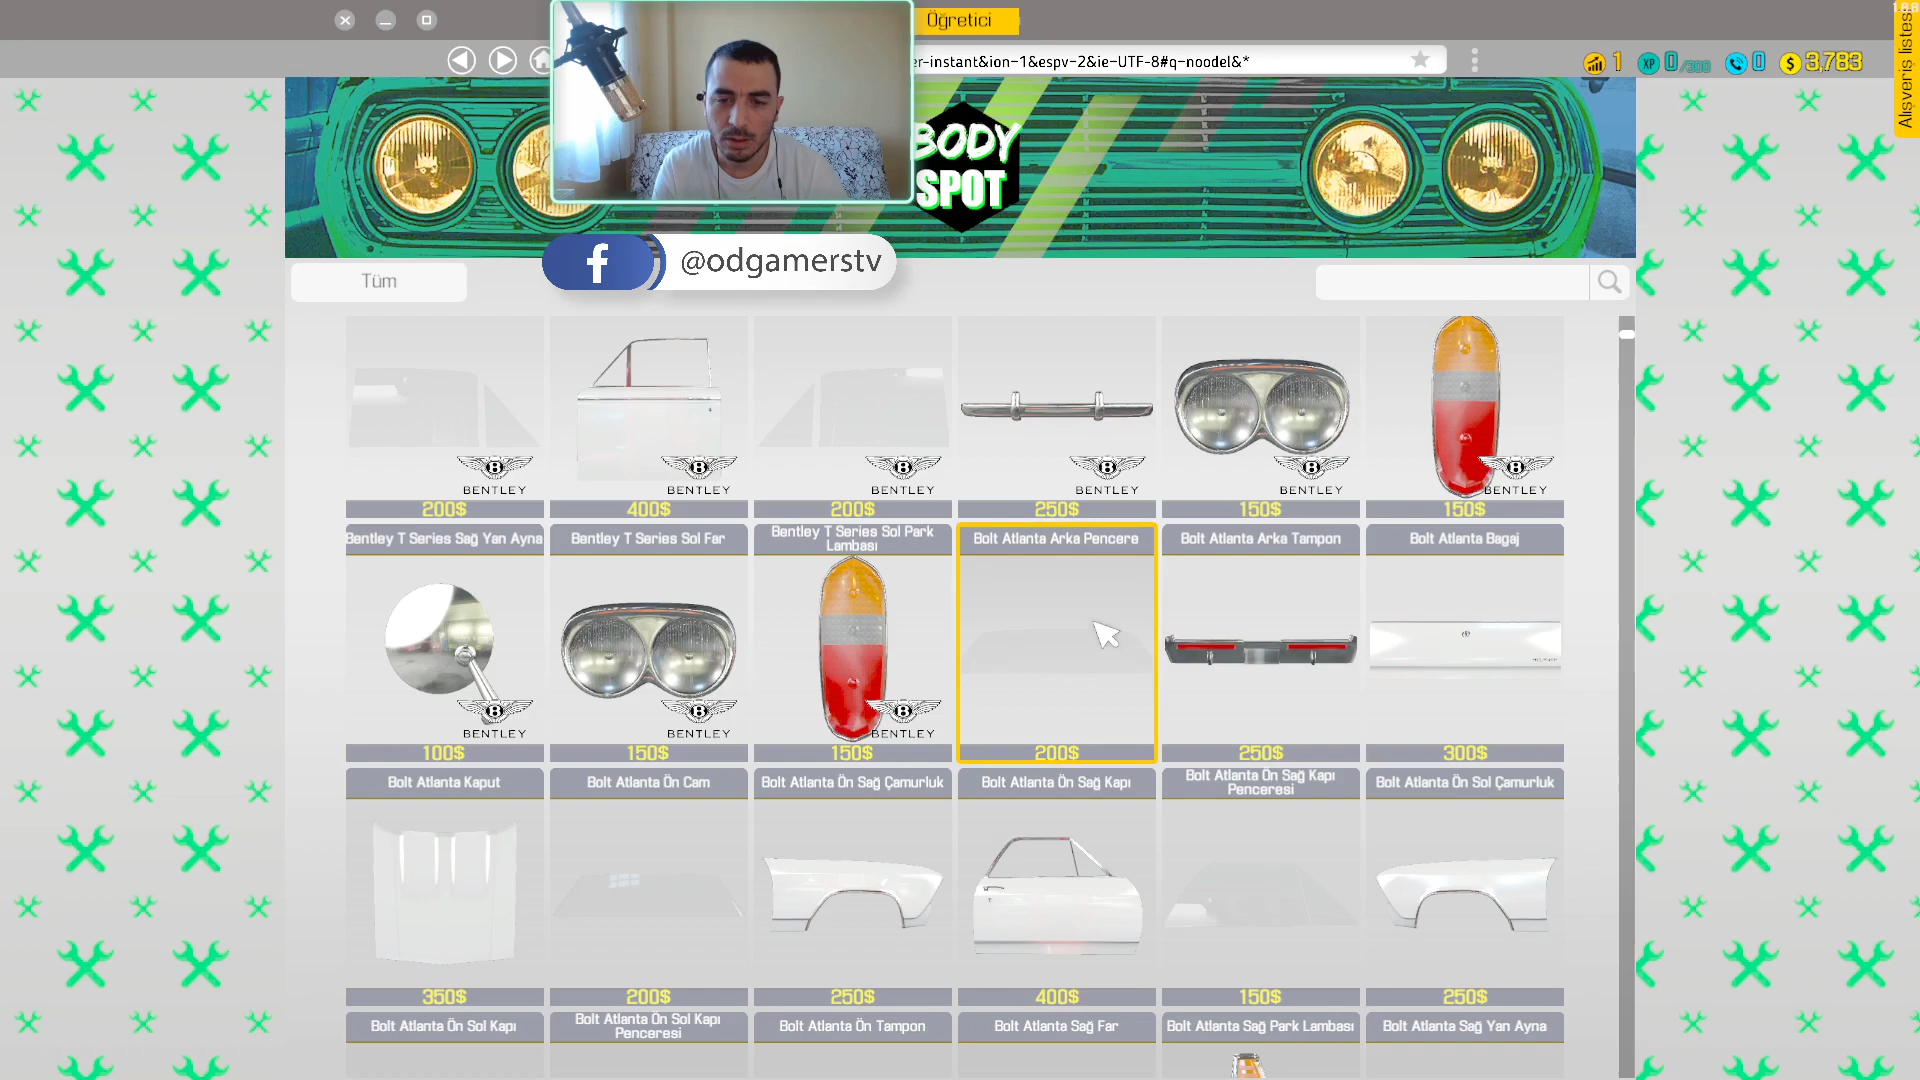 Öğretici
1.8.8
er-instant&ion-1&espv-2&ie-UTF-8#q-noodel&*
1
XP 0/300
0
$ 3,783
Alışveriş listesi
BODY
SPOT
Tüm
f @odgamerstv
B B B B B B
BENTLEY BENTLEY BENTLEY BENTLEY BENTLEY BENTLEY
200$ 400$ 200$ 250$ 150$ 150$
Bentley T Series Sağ Yan Ayna
Bentley T Series Sol Far
Bentley T Series Sol Park
Lambası
Bolt Atlanta Arka Pencere
Bolt Atlanta Arka Tampon
Bolt Atlanta Bagaj
B B B
BENTLEY BENTLEY BENTLEY
100$ 150$ 150$ 200$ 250$ 300$
Bolt Atlanta Kaput
Bolt Atlanta Ön Cam
Bolt Atlanta Ön Sağ Çamurluk
Bolt Atlanta Ön Sağ Kapı
Bolt Atlanta Ön Sağ Kapı
Penceresi
Bolt Atlanta Ön Sol Çamurluk
350$ 200$ 250$ 400$ 150$ 250$
Bolt Atlanta Ön Sol Kapı
Bolt Atlanta Ön Sol Kapı
Penceresi
Bolt Atlanta Ön Tampon
Bolt Atlanta Sağ Far
Bolt Atlanta Sağ Park Lambası
Bolt Atlanta Sağ Yan Ayna